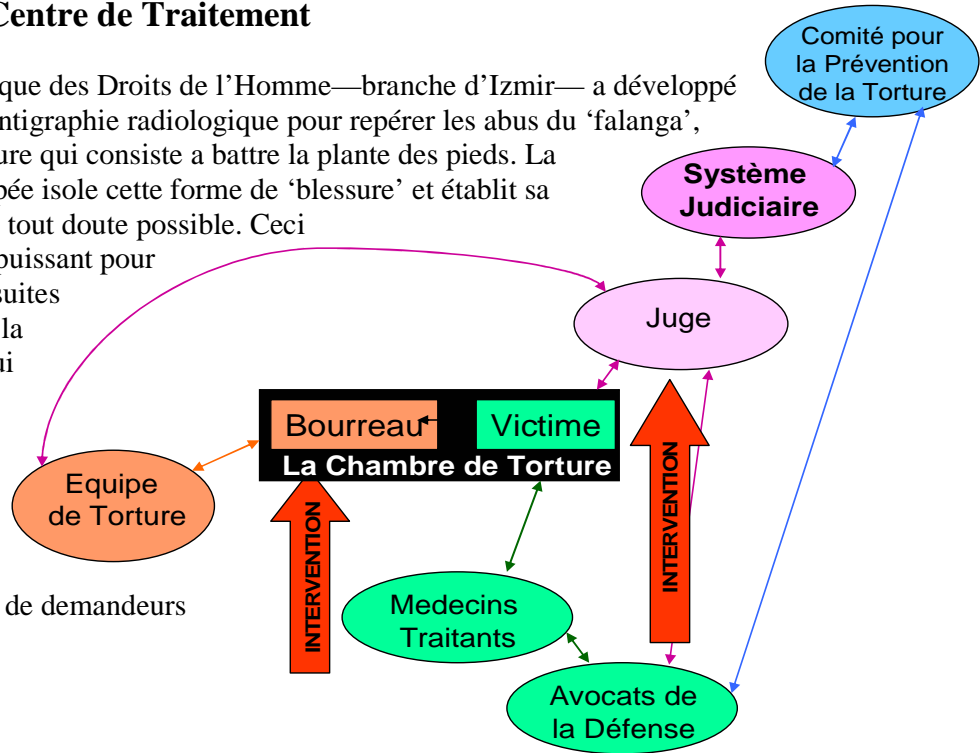 Centre de Traitement
que des Droits de l’Homme—branche d’Izmir— a développé
ntigraphie radiologique pour repérer les abus du ‘falanga’,
ure qui consiste a battre la plante des pieds. La
pée isole cette forme de ‘blessure’ et établit sa
tout doute possible. Ceci
puissant pour
suites
la
ui
de demandeurs
Comité pour
la Prévention
de la Torture
Système
Judiciaire
Juge
Bourreau
Victime
La Chambre de Torture
Equipe
de Torture
INTERVENTION
INTERVENTION
Medecins
Traitants
Avocats de
la Défense